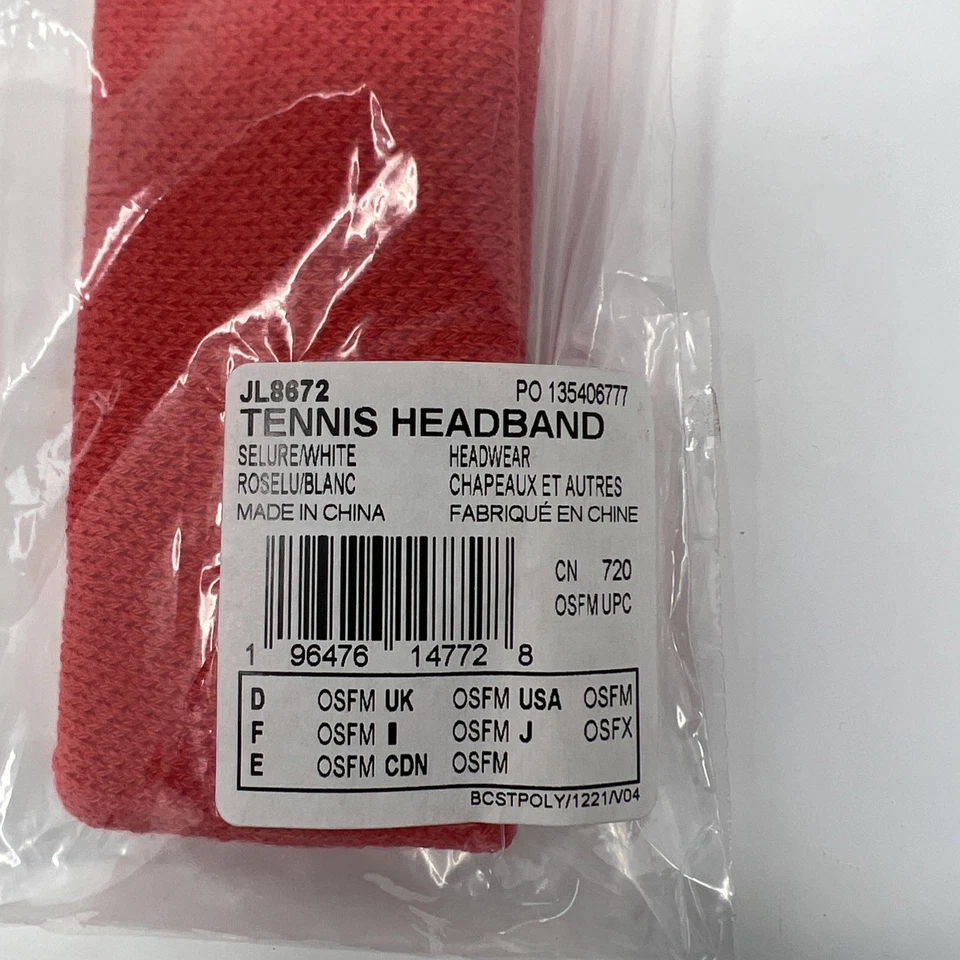 JL8672 PO 135406777
TENNIS HEADBAND
SELURE/WHITE HEADWEAR
ROSELU/BLANC CHAPEAUX ET AUTRES
MADE IN CHINA FABRIQUÉ EN CHINE
CN 720
OSFM UPC
1 96476 14772 8
D OSFM UK OSFM USA OSFM
F OSFM I OSFM J OSFX
E OSFM CDN OSFM
BCSTPOLY/1221/V04